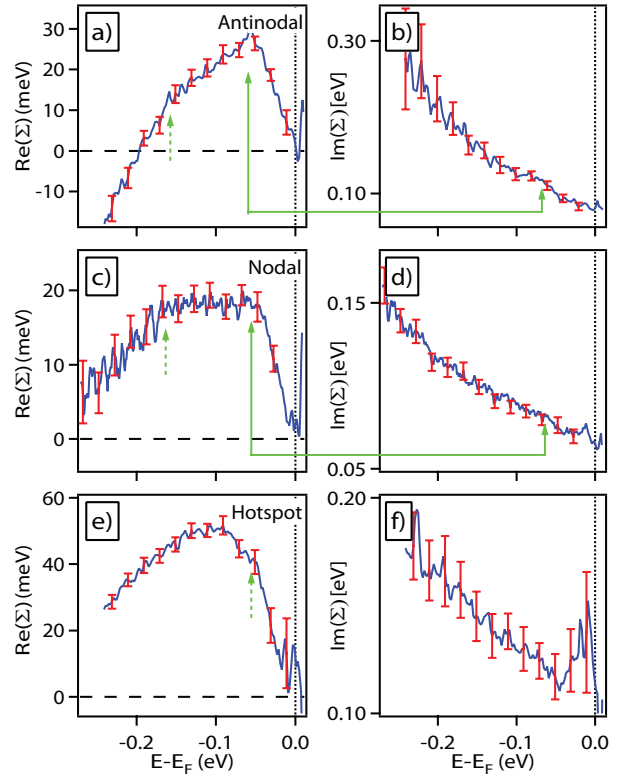 a)
Antinodal
Re(Σ) (meV)
30
20
10
0
-10
b)
Im(Σ) [eV]
0.30
0.10
c)
Nodal
Re(Σ) (meV)
20
10
0
d)
Im(Σ) [eV]
0.15
0.05
e)
Hotspot
Re(Σ) (meV)
60
40
20
0
-0.2
-0.1
0.0
E-E_F (eV)
f)
Im(Σ) [eV]
0.20
0.10
-0.2
-0.1
0.0
E-E_F (eV)